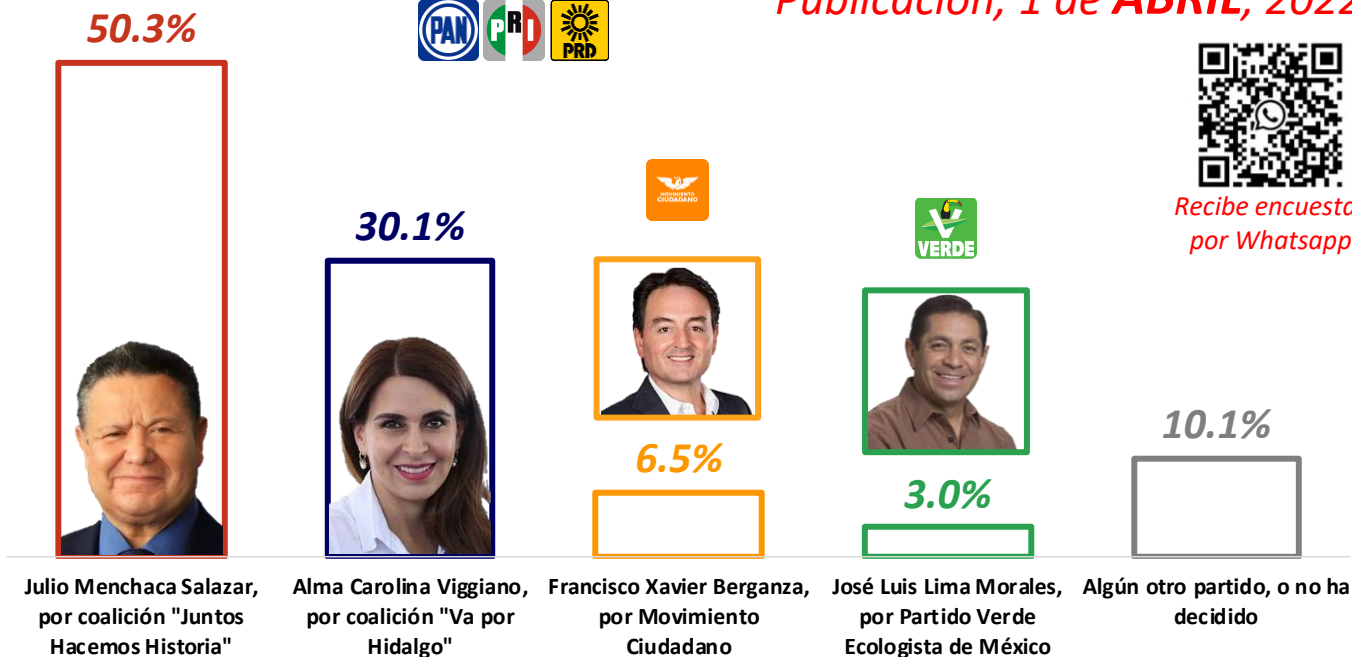 Publicación, 1 de ABRIL, 2022
50.3%
PAN
PRI
PRD
Recibe encuesta
por Whatsapp
MOVIMIENTO
CIUDADANO
VERDE
30.1%
6.5%
3.0%
10.1%
Julio Menchaca Salazar,
por coalición "Juntos
Hacemos Historia"
Alma Carolina Viggiano,
por coalición "Va por
Hidalgo"
Francisco Xavier Berganza,
por Movimiento
Ciudadano
José Luis Lima Morales,
por Partido Verde
Ecologista de México
Algún otro partido, o no ha
decidido